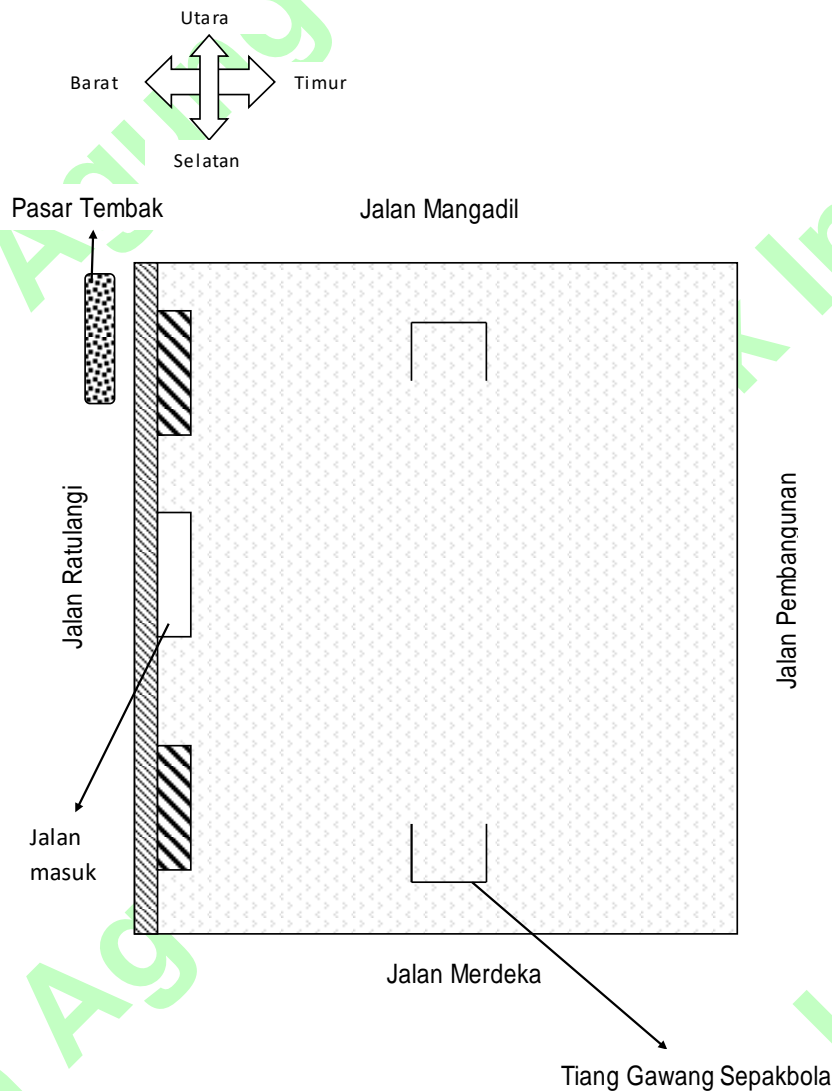 Utara
Barat
Timur
Selatan
Pasar Tembak
Jalan Mangadil
Jalan Ratulangi
Jalan Pembangunan
Jalan
masuk
Jalan Merdeka
Tiang Gawang Sepakbola